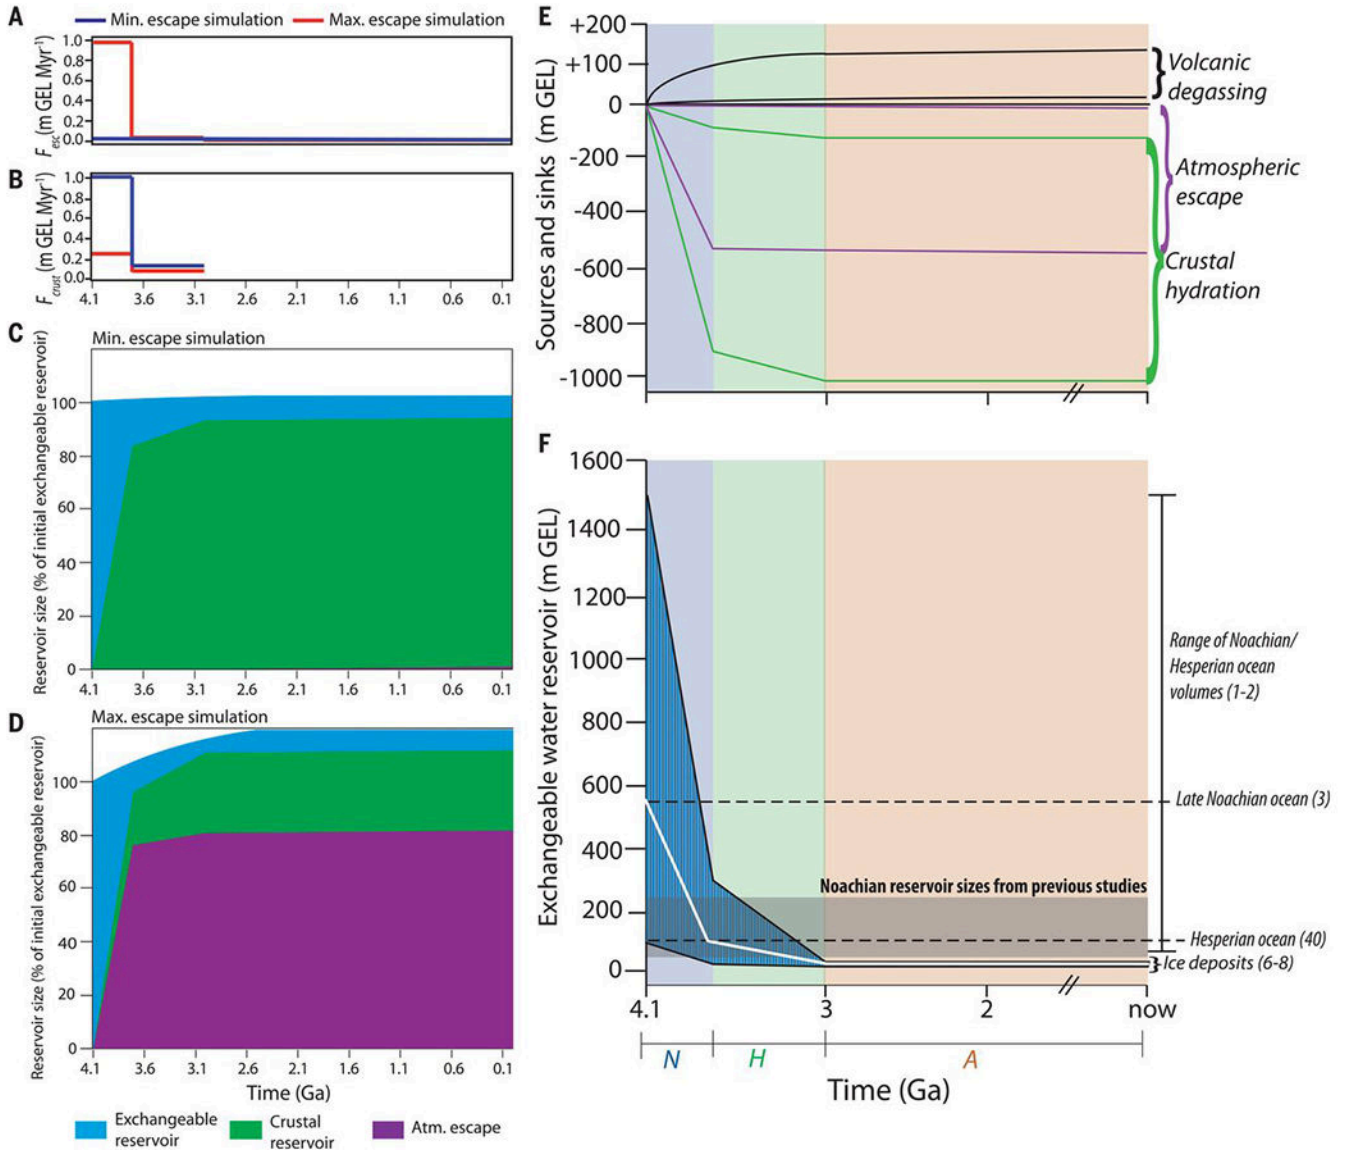 A
Min. escape simulation
Max. escape simulation
F esc (m GEL Myr-1)
1.0
0.8
0.6
0.4
0.2
0.0
B
F crust (m GEL Myr-1)
1.0
0.8
0.6
0.4
0.2
0.0
4.1 3.6 3.1 2.6 2.1 1.6 1.1 0.6 0.1
C
Min. escape simulation
Reservoir size (% of initial exchangeable reservoir)
100
80
60
40
20
0
4.1 3.6 3.1 2.6 2.1 1.6 1.1 0.6 0.1
D
Max. escape simulation
Reservoir size (% of initial exchangeable reservoir)
100
80
60
40
20
0
4.1 3.6 3.1 2.6 2.1 1.6 1.1 0.6 0.1
Time (Ga)
Exchangeable
reservoir
Crustal
reservoir
Atm. escape
E
Sources and sinks (m GEL)
+200
+100
0
-200
-400
-600
-800
-1000
Volcanic
degassing
Atmospheric
escape
Crustal
hydration
F
Exchangeable water reservoir (m GEL)
1600
1400
1200
1000
800
600
400
200
0
Range of Noachian/
Hesperian ocean
volumes (1-2)
Late Noachian ocean (3)
Noachian reservoir sizes from previous studies
Hesperian ocean (40)
Ice deposits (6-8)
4.1 3 2 now
N H A
Time (Ga)